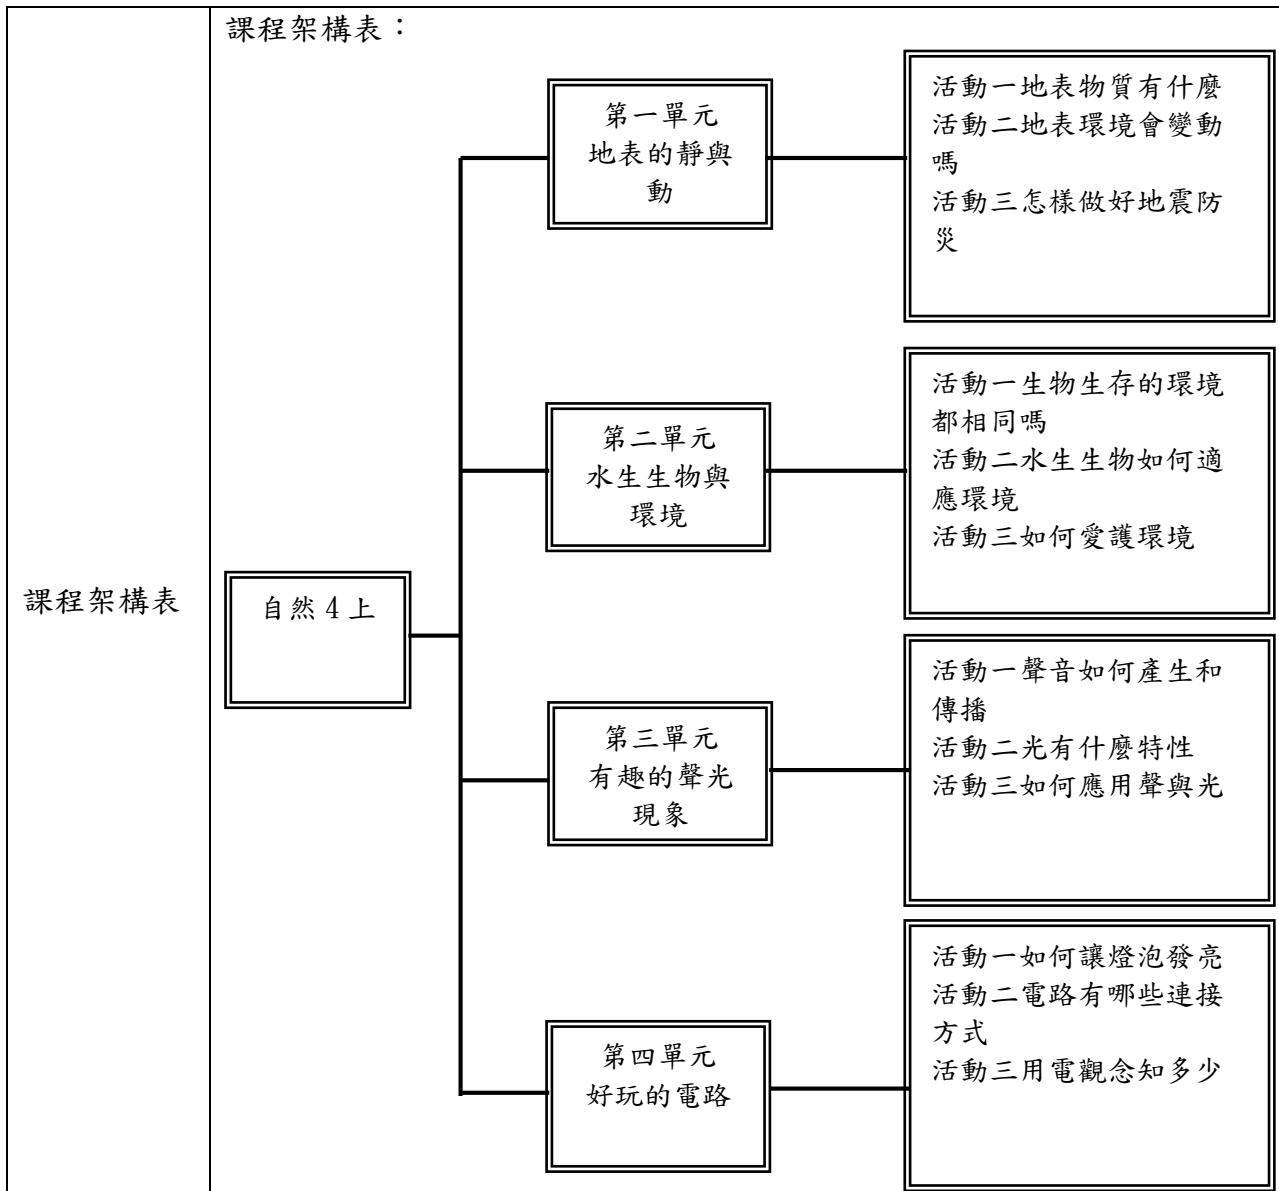 課程架構表
課程架構表：
自然4上
第一單元
地表的靜與
動
活動一地表物質有什麼
活動二地表環境會變動
嗎
活動三怎樣做好地震防
災
第二單元
水生生物與
環境
活動一生物生存的環境
都相同嗎
活動二水生生物如何適
應環境
活動三如何愛護環境
第三單元
有趣的聲光
現象
活動一聲音如何產生和
傳播
活動二光有什麼特性
活動三如何應用聲與光
第四單元
好玩的電路
活動一如何讓燈泡發亮
活動二電路有哪些連接
方式
活動三用電觀念知多少